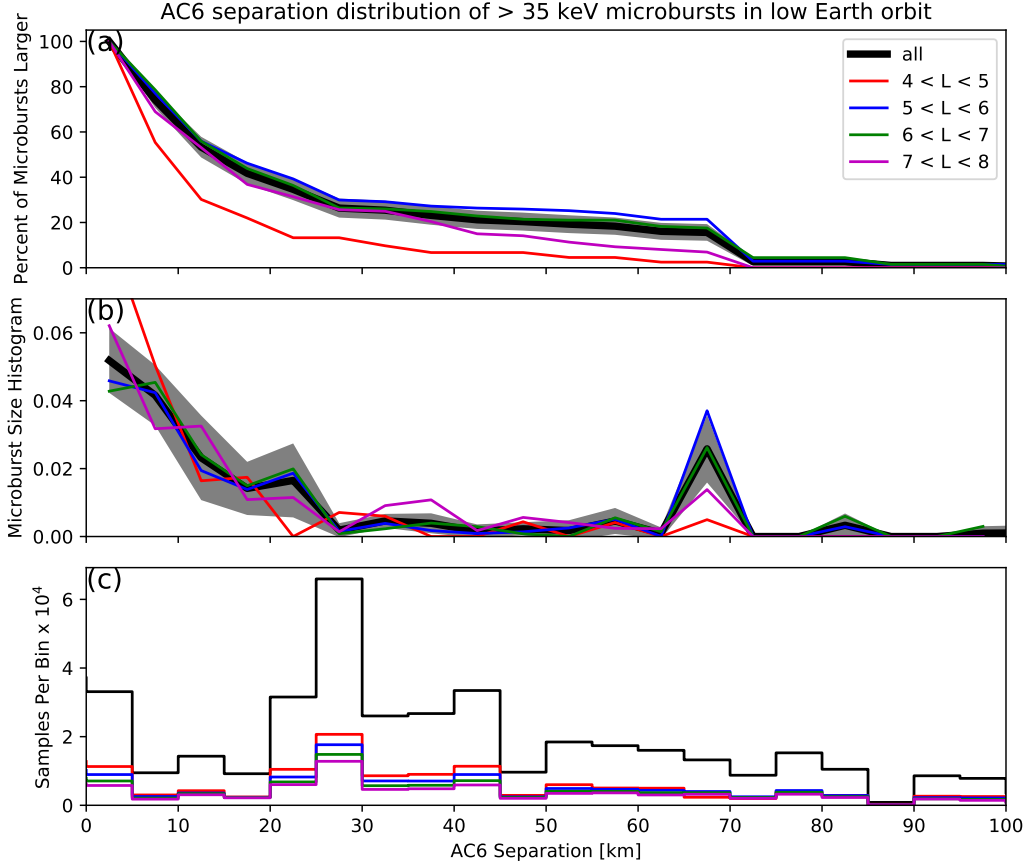 AC6 separation distribution of > 35 keV microbursts in low Earth orbit
(a)
Percent of Microbursts Larger
100
80
60
40
20
0
all
4 < L < 5
5 < L < 6
6 < L < 7
7 < L < 8
(b)
Microburst Size Histogram
0.06
0.04
0.02
0.00
(c)
Samples Per Bin x 10⁴
6
4
2
0
0 10 20 30 40 50 60 70 80 90 100
AC6 Separation [km]